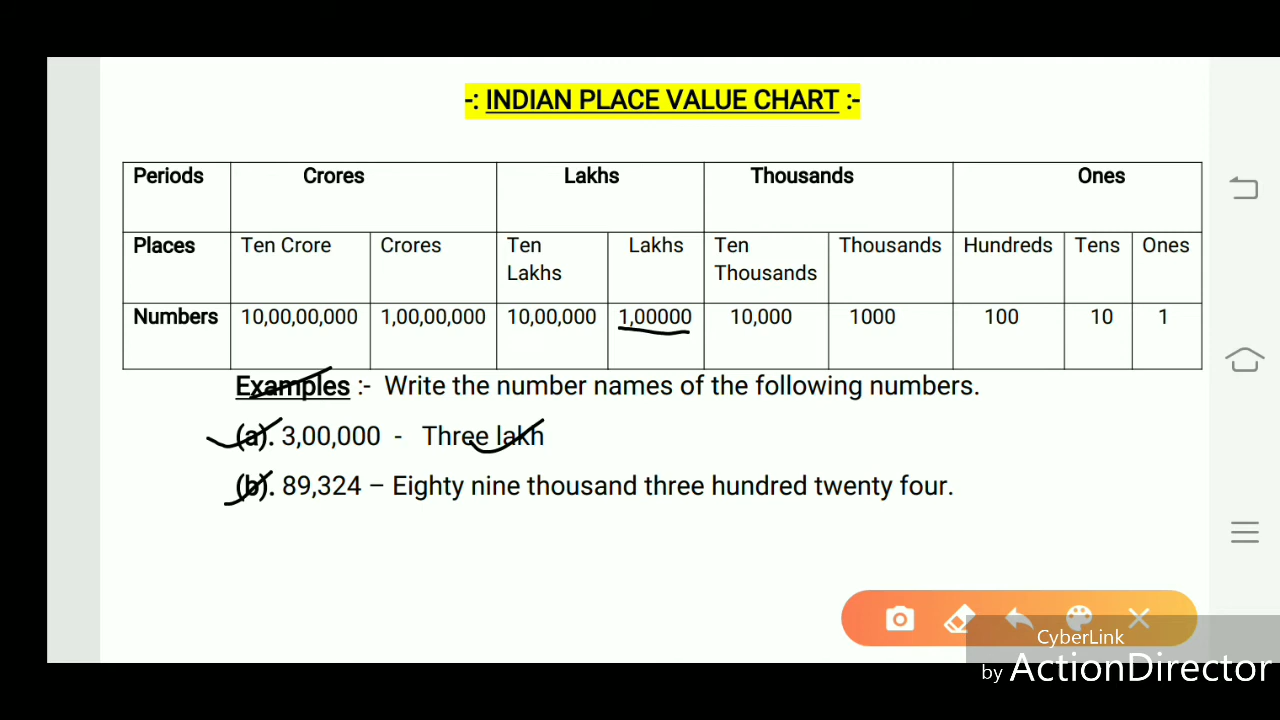 -: INDIAN PLACE VALUE CHART :-
Periods Crores Lakhs Thousands Ones
Places Ten Crore Crores Ten Lakhs Lakhs Ten Thousands Thousands Hundreds Tens Ones
Numbers 10,00,00,000 1,00,00,000 10,00,000 1,00000 10,000 1000 100 10 1
Examples :- Write the number names of the following numbers.
(a). 3,00,000 - Three lakh
(b). 89,324 – Eighty nine thousand three hundred twenty four.
CyberLink
by ActionDirector